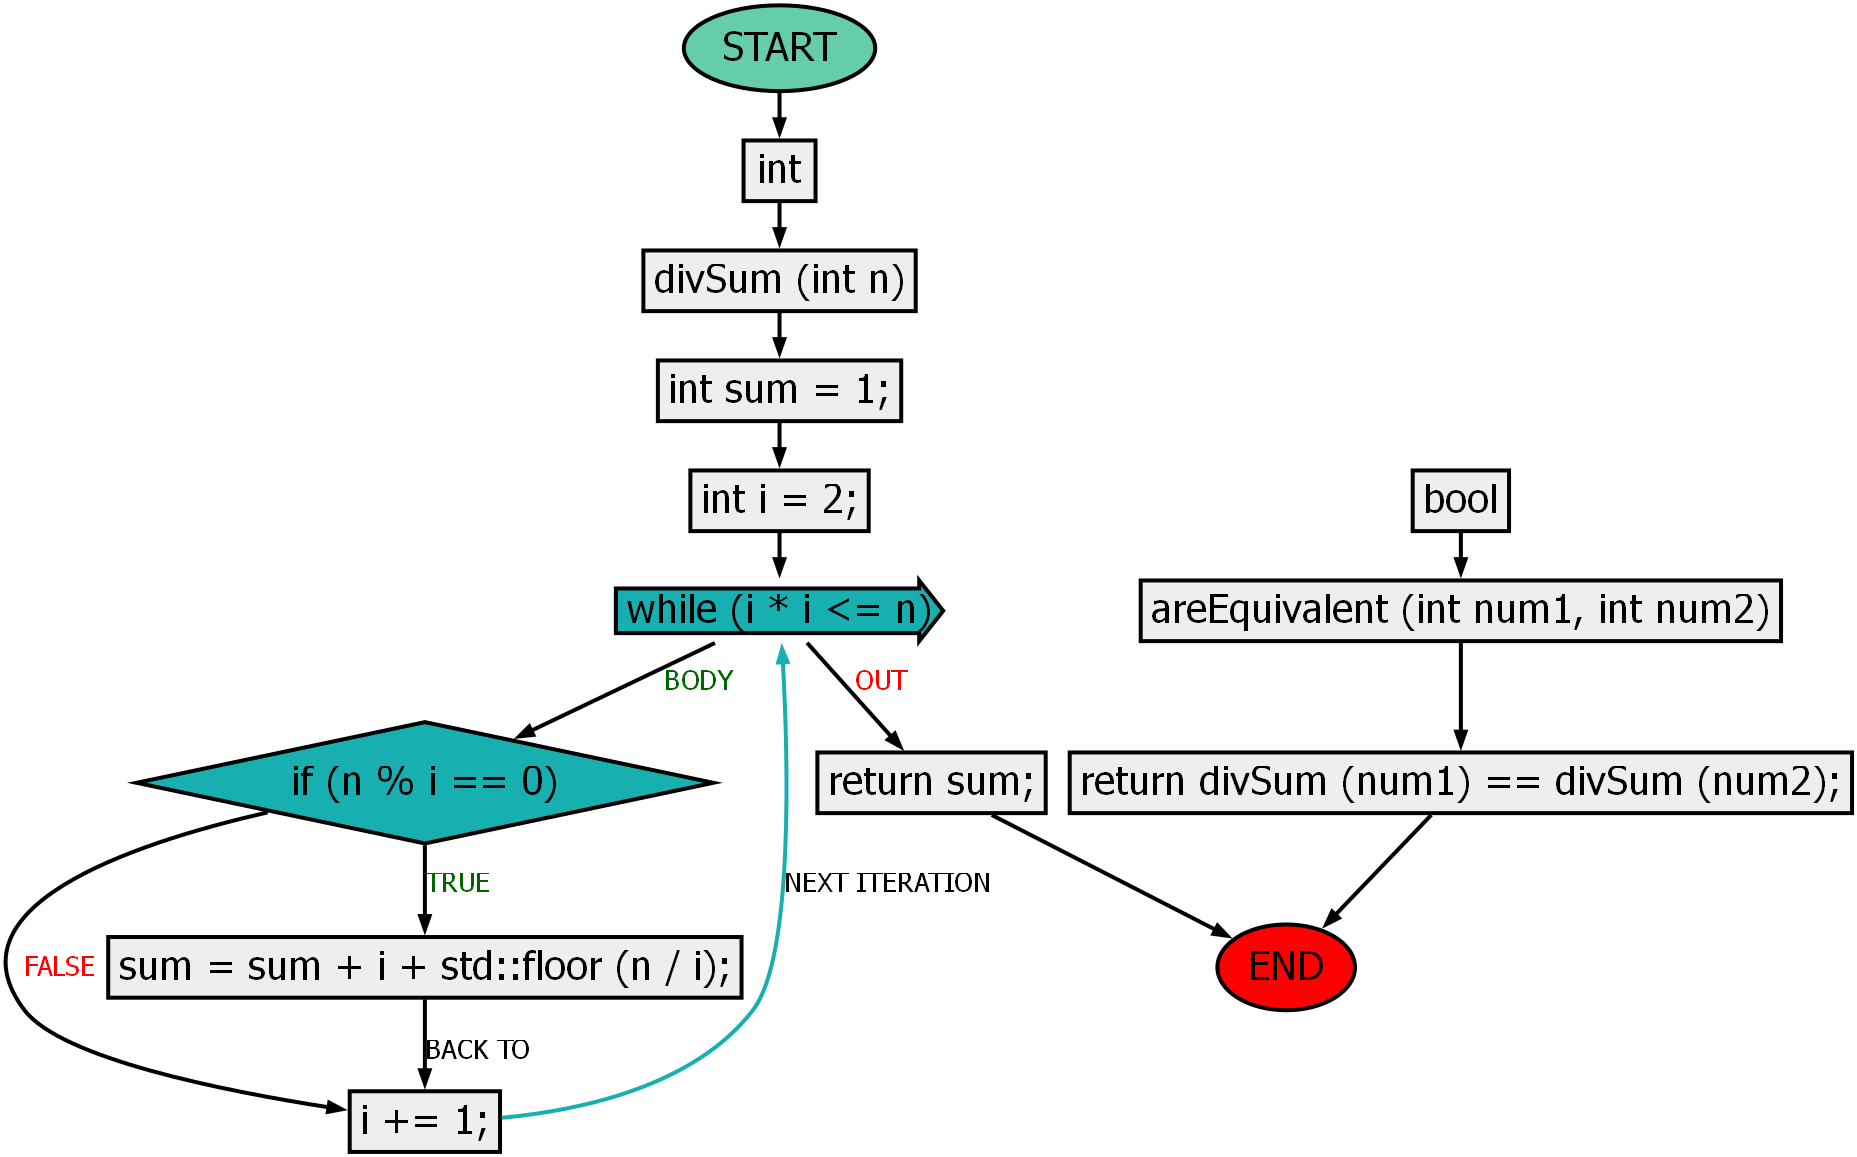 START
int
divSum (int n)
int sum = 1;
int i = 2;
bool
while (i * i <= n)
areEquivalent (int num1, int num2)
BODY
OUT
if (n % i == 0)
return sum;
return divSum (num1) == divSum (num2);
TRUE
NEXT ITERATION
FALSE
sum = sum + i + std::floor (n / i);
END
BACK TO
i += 1;